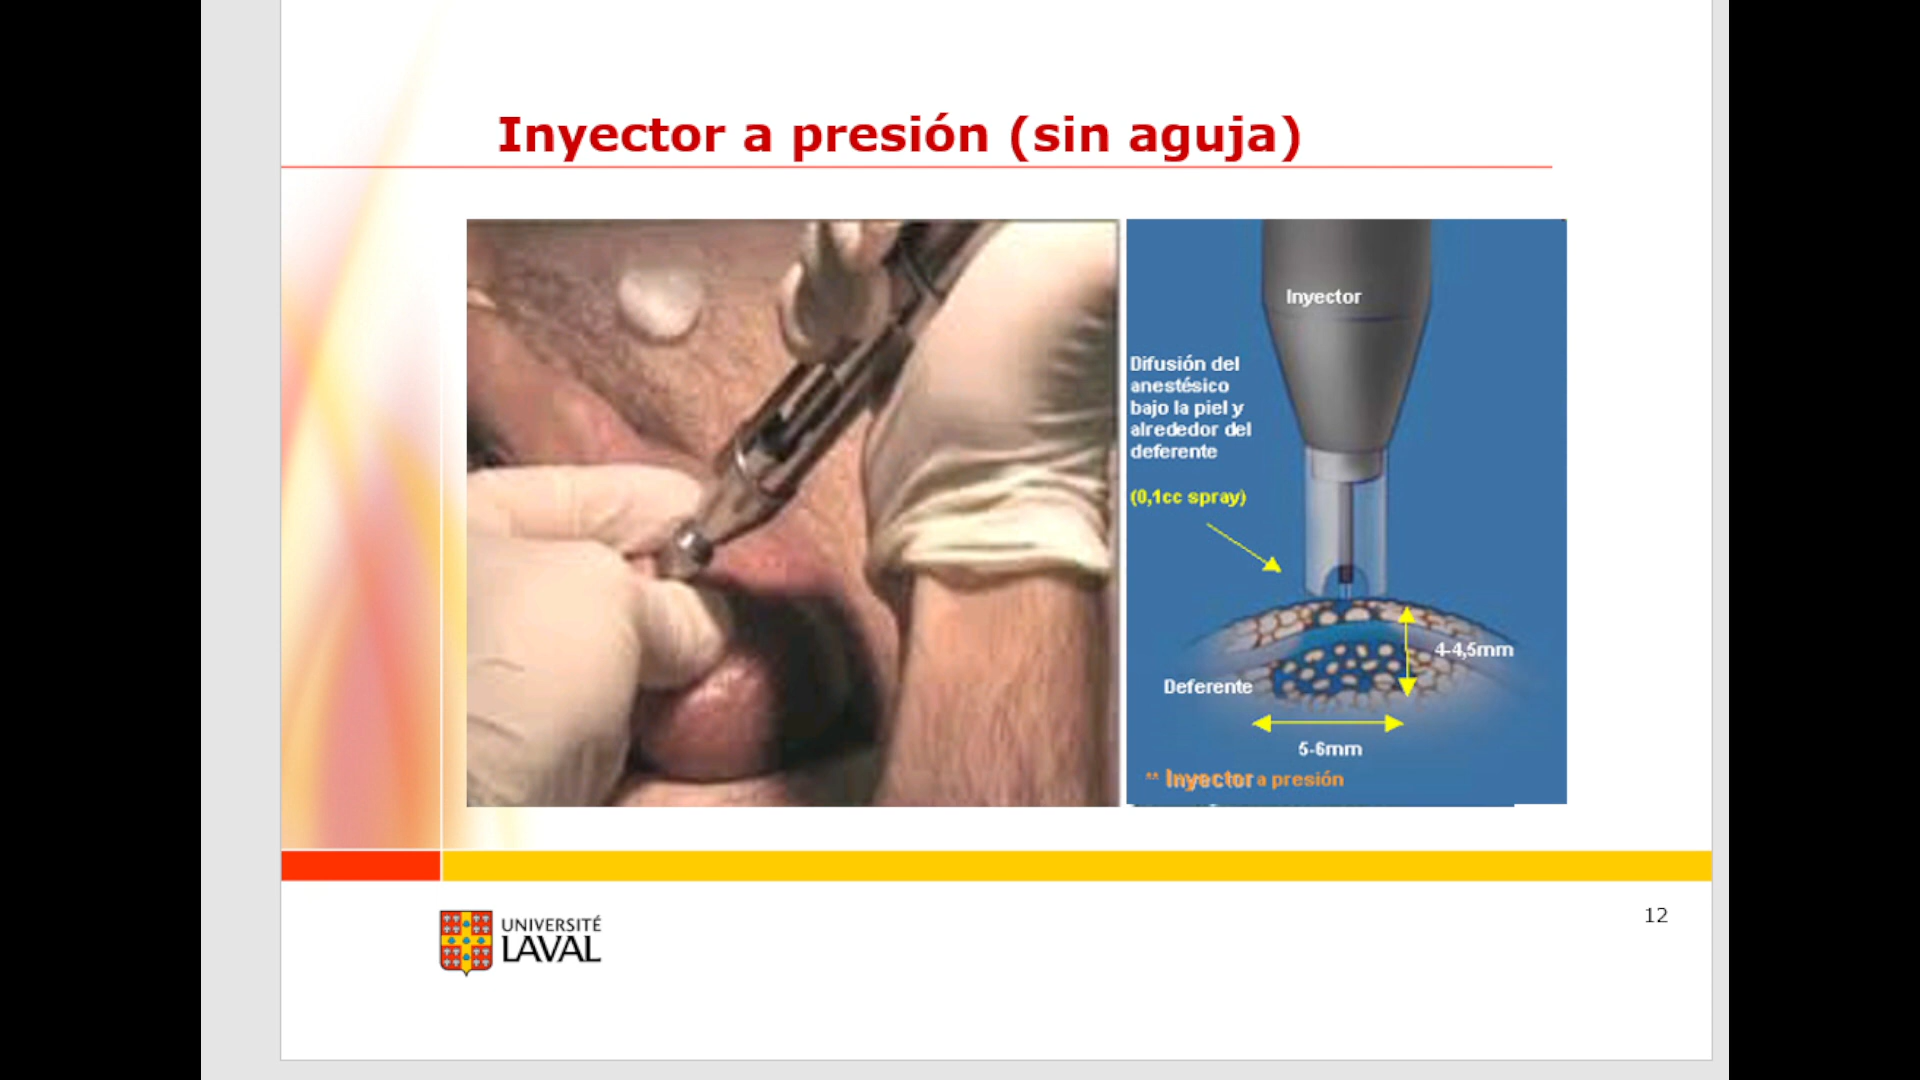 Inyector a presión (sin aguja)
Inyector
Difusión del
anestésico
bajo la piel y
alrededor del
deferente
(0,1cc spray)
4-4,5mm
Deferente
5-6mm
** Inyector a presión
UNIVERSITÉ
LAVAL
12